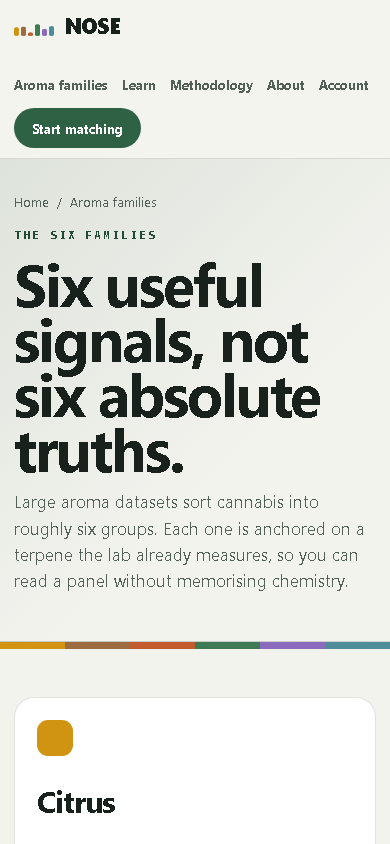 NOSE
Aroma families Learn Methodology About Account
Start matching
Home / Aroma families
THE SIX FAMILIES
Six useful
signals, not
six absolute
truths.
Large aroma datasets sort cannabis into
roughly six groups. Each one is anchored on a
terpene the lab already measures, so you can
read a panel without memorising chemistry.
Citrus